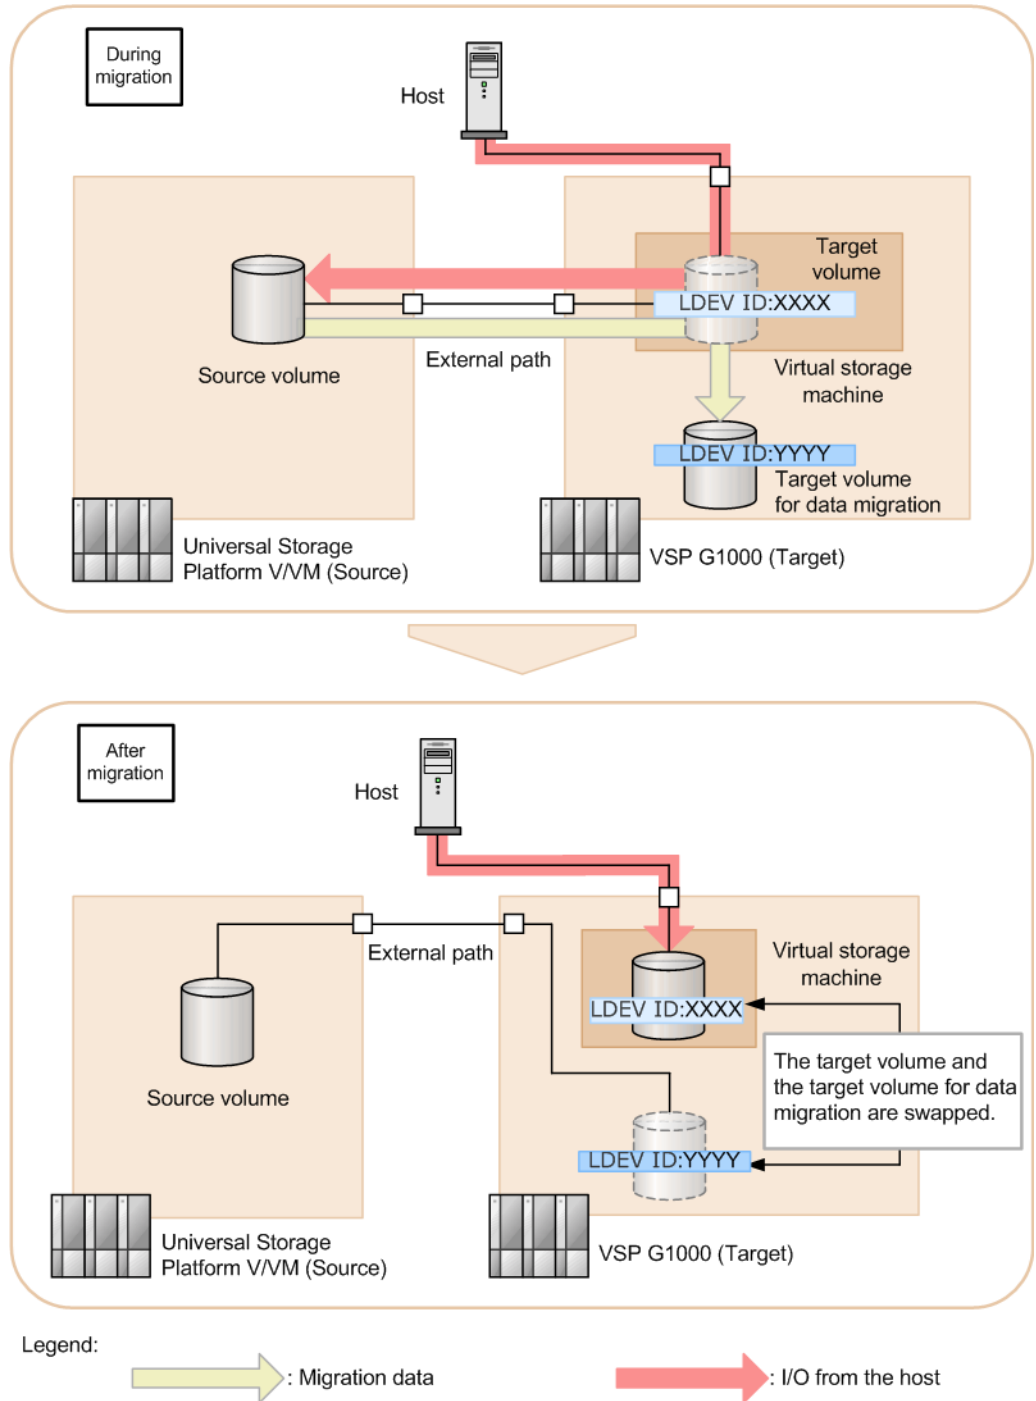 During
migration
Host
Target
volume
LDEV ID:XXXX
Source volume
External path
Virtual storage
machine
LDEV ID:YYYY
Target volume
for data migration
Universal Storage
Platform V/VM (Source)
VSP G1000 (Target)
After
migration
Host
External path
Virtual storage
machine
LDEV ID:XXXX
The target volume and
the target volume for data
migration are swapped.
Source volume
LDEV ID:YYYY
Universal Storage
Platform V/VM (Source)
VSP G1000 (Target)
Legend:
: Migration data
: I/O from the host